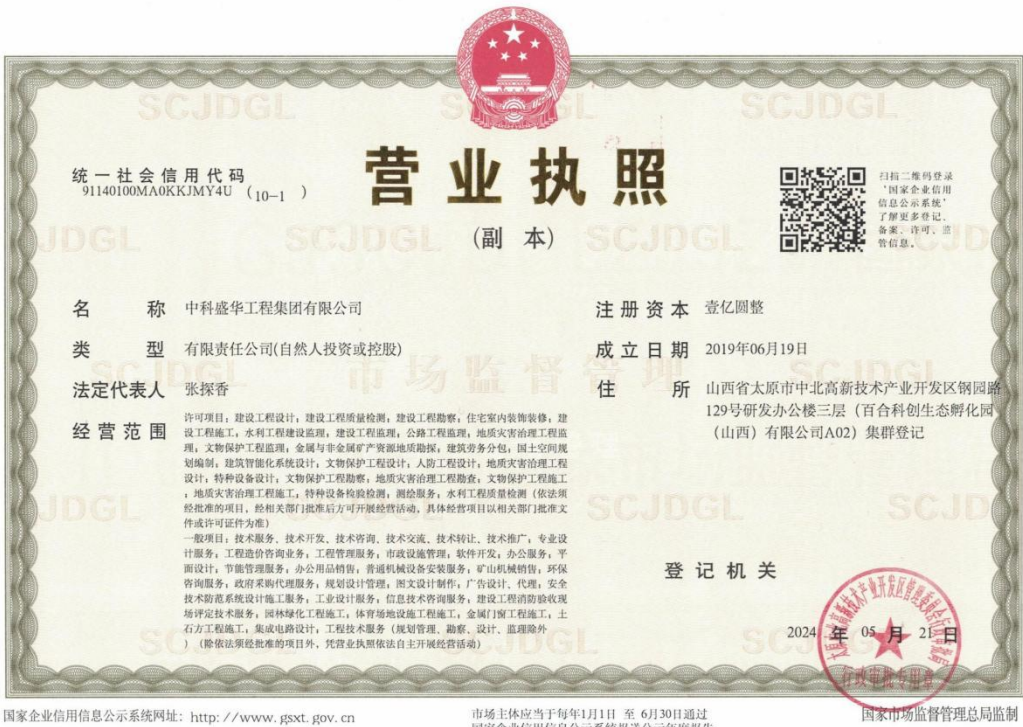 统一社会信用代码
91140100MA0KKJMY4U （10-1 ）
营业执照
（副 本）
扫描二维码登录
‘国家企业信用
信息公示系统’
了解更多登记、
备案、许可、监
管信息。
名 称 中科盛华工程集团有限公司
类 型 有限责任公司(自然人投资或控股)
法定代表人 张探香
经营范围 许可项目：建设工程设计；建设工程质量检测；建设工程勘察；住宅室内装饰装修；建
设工程施工；水利工程建设监理；建设工程监理；公路工程监理；地质灾害治理工程监
理；文物保护工程监理；金属与非金属矿产资源地质勘探；建筑劳务分包；国土空间规
划编制；建筑智能化系统设计；文物保护工程设计；人防工程设计；地质灾害治理工程
设计；特种设备设计；文物保护工程勘察；地质灾害治理工程勘查；文物保护工程施工
；地质灾害治理工程施工；特种设备检验检测；测绘服务；水利工程质量检测（依法须
经批准的项目，经相关部门批准后方可开展经营活动，具体经营项目以相关部门批准文
件或许可证件为准）
一般项目：技术服务、技术开发、技术咨询、技术交流、技术转让、技术推广；专业设
计服务；工程造价咨询业务；工程管理服务；市政设施管理；软件开发；办公服务；平
面设计；节能管理服务；办公用品销售；普通机械设备安装服务；矿山机械销售；环保
咨询服务；政府采购代理服务；规划设计管理；图文设计制作；广告设计、代理；安全
技术防范系统设计施工服务；工业设计服务；信息技术咨询服务；建设工程消防验收现
场评定技术服务；园林绿化工程施工；体育场地设施工程施工；金属门窗工程施工；土
石方工程施工；集成电路设计；工程技术服务（规划管理、勘察、设计、监理除外
）（除依法须经批准的项目外，凭营业执照依法自主开展经营活动）
注册资本 壹亿圆整
成立日期 2019年06月19日
住 所 山西省太原市中北高新技术产业开发区钢园路
129号研发办公楼三层（百合科创生态孵化园
（山西）有限公司A02）集群登记
登记机关
2024 年 05 月 21 日
行政审批专用章
国家企业信用信息公示系统网址：http://www.gsxt.gov.cn
市场主体应当于每年1月1日 至 6月30日通过
国家企业信用信息公示系统报送公示年度报告
国家市场监督管理总局监制
SCJDGL
市场监督管理